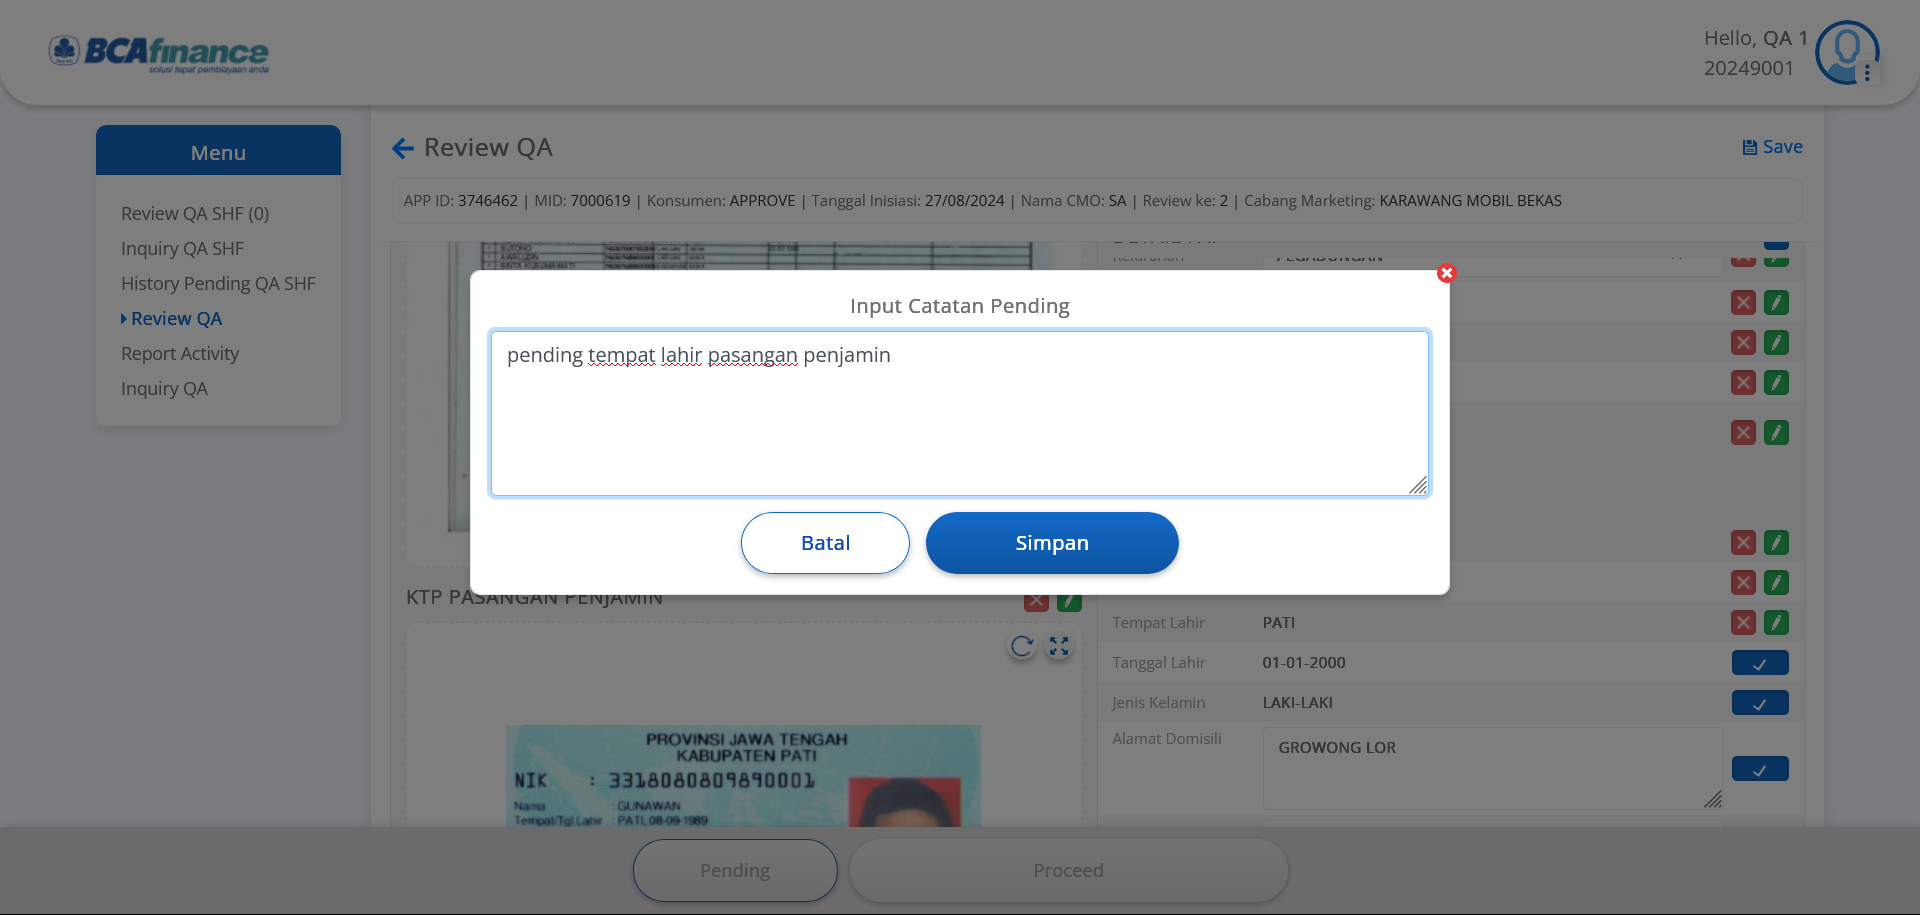 BCAfinance
solusi tepat pembiayaan anda
Hello, QA 1
20249001
Menu
Review QA SHF (0)
Inquiry QA SHF
History Pending QA SHF
Review QA
Report Activity
Inquiry QA
Review QA
Save
APP ID: 3746462 | MID: 7000619 | Konsumen: APPROVE | Tanggal Inisiasi: 27/08/2024 | Nama CMO: SA | Review ke: 2 | Cabang Marketing: KARAWANG MOBIL BEKAS
Kelurahan PEGADUNGAN
Input Catatan Pending
pending tempat lahir pasangan penjamin
Batal
Simpan
KTP PASANGAN PENJAMIN
PROVINSI JAWA TENGAH
KABUPATEN PATI
NIK : 3318080809890001
Nama : GUNAWAN
Tempat/Tgl Lahir : PATI, 08-09-1989
Tempat Lahir PATI
Tanggal Lahir 01-01-2000
Jenis Kelamin LAKI-LAKI
Alamat Domisili GROWONG LOR
Pending
Proceed